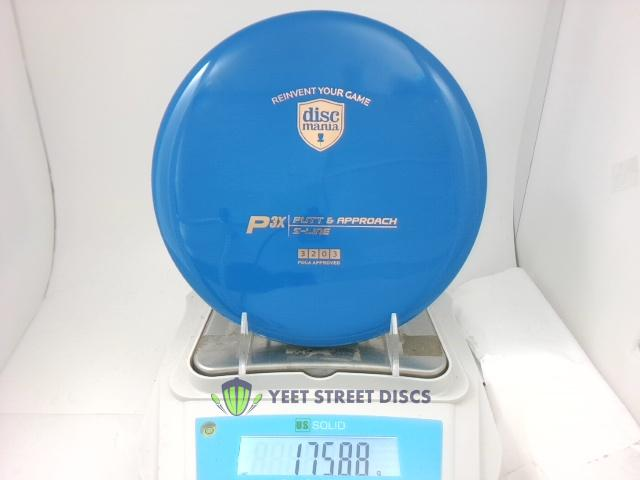 REINVENT YOUR GAME
disc
mania
P3X PUTT & APPROACH
S-LINE
3 2 0 3
PDGA APPROVED
YEET STREET DISCS
US SOLID
175.88 g